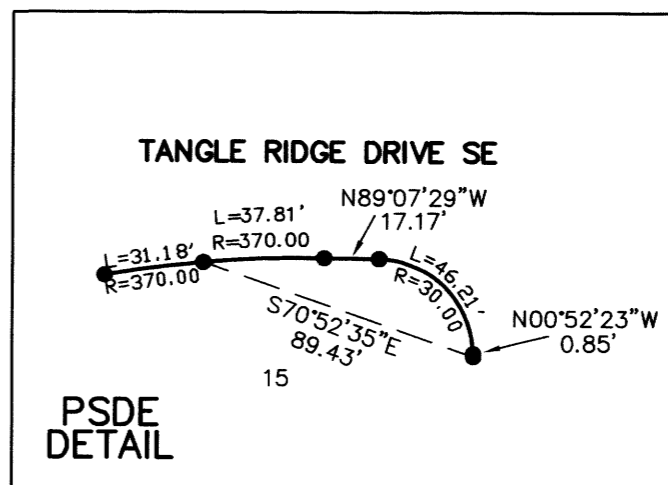 TANGLE RIDGE DRIVE SE
N89°07'29"W
17.17'
L=37.81'
R=370.00
L=31.18'
R=370.00
L=46.21'
R=30.00
N00°52'23"W
0.85'
S70°52'35"E
89.43'
15
PSDE
DETAIL